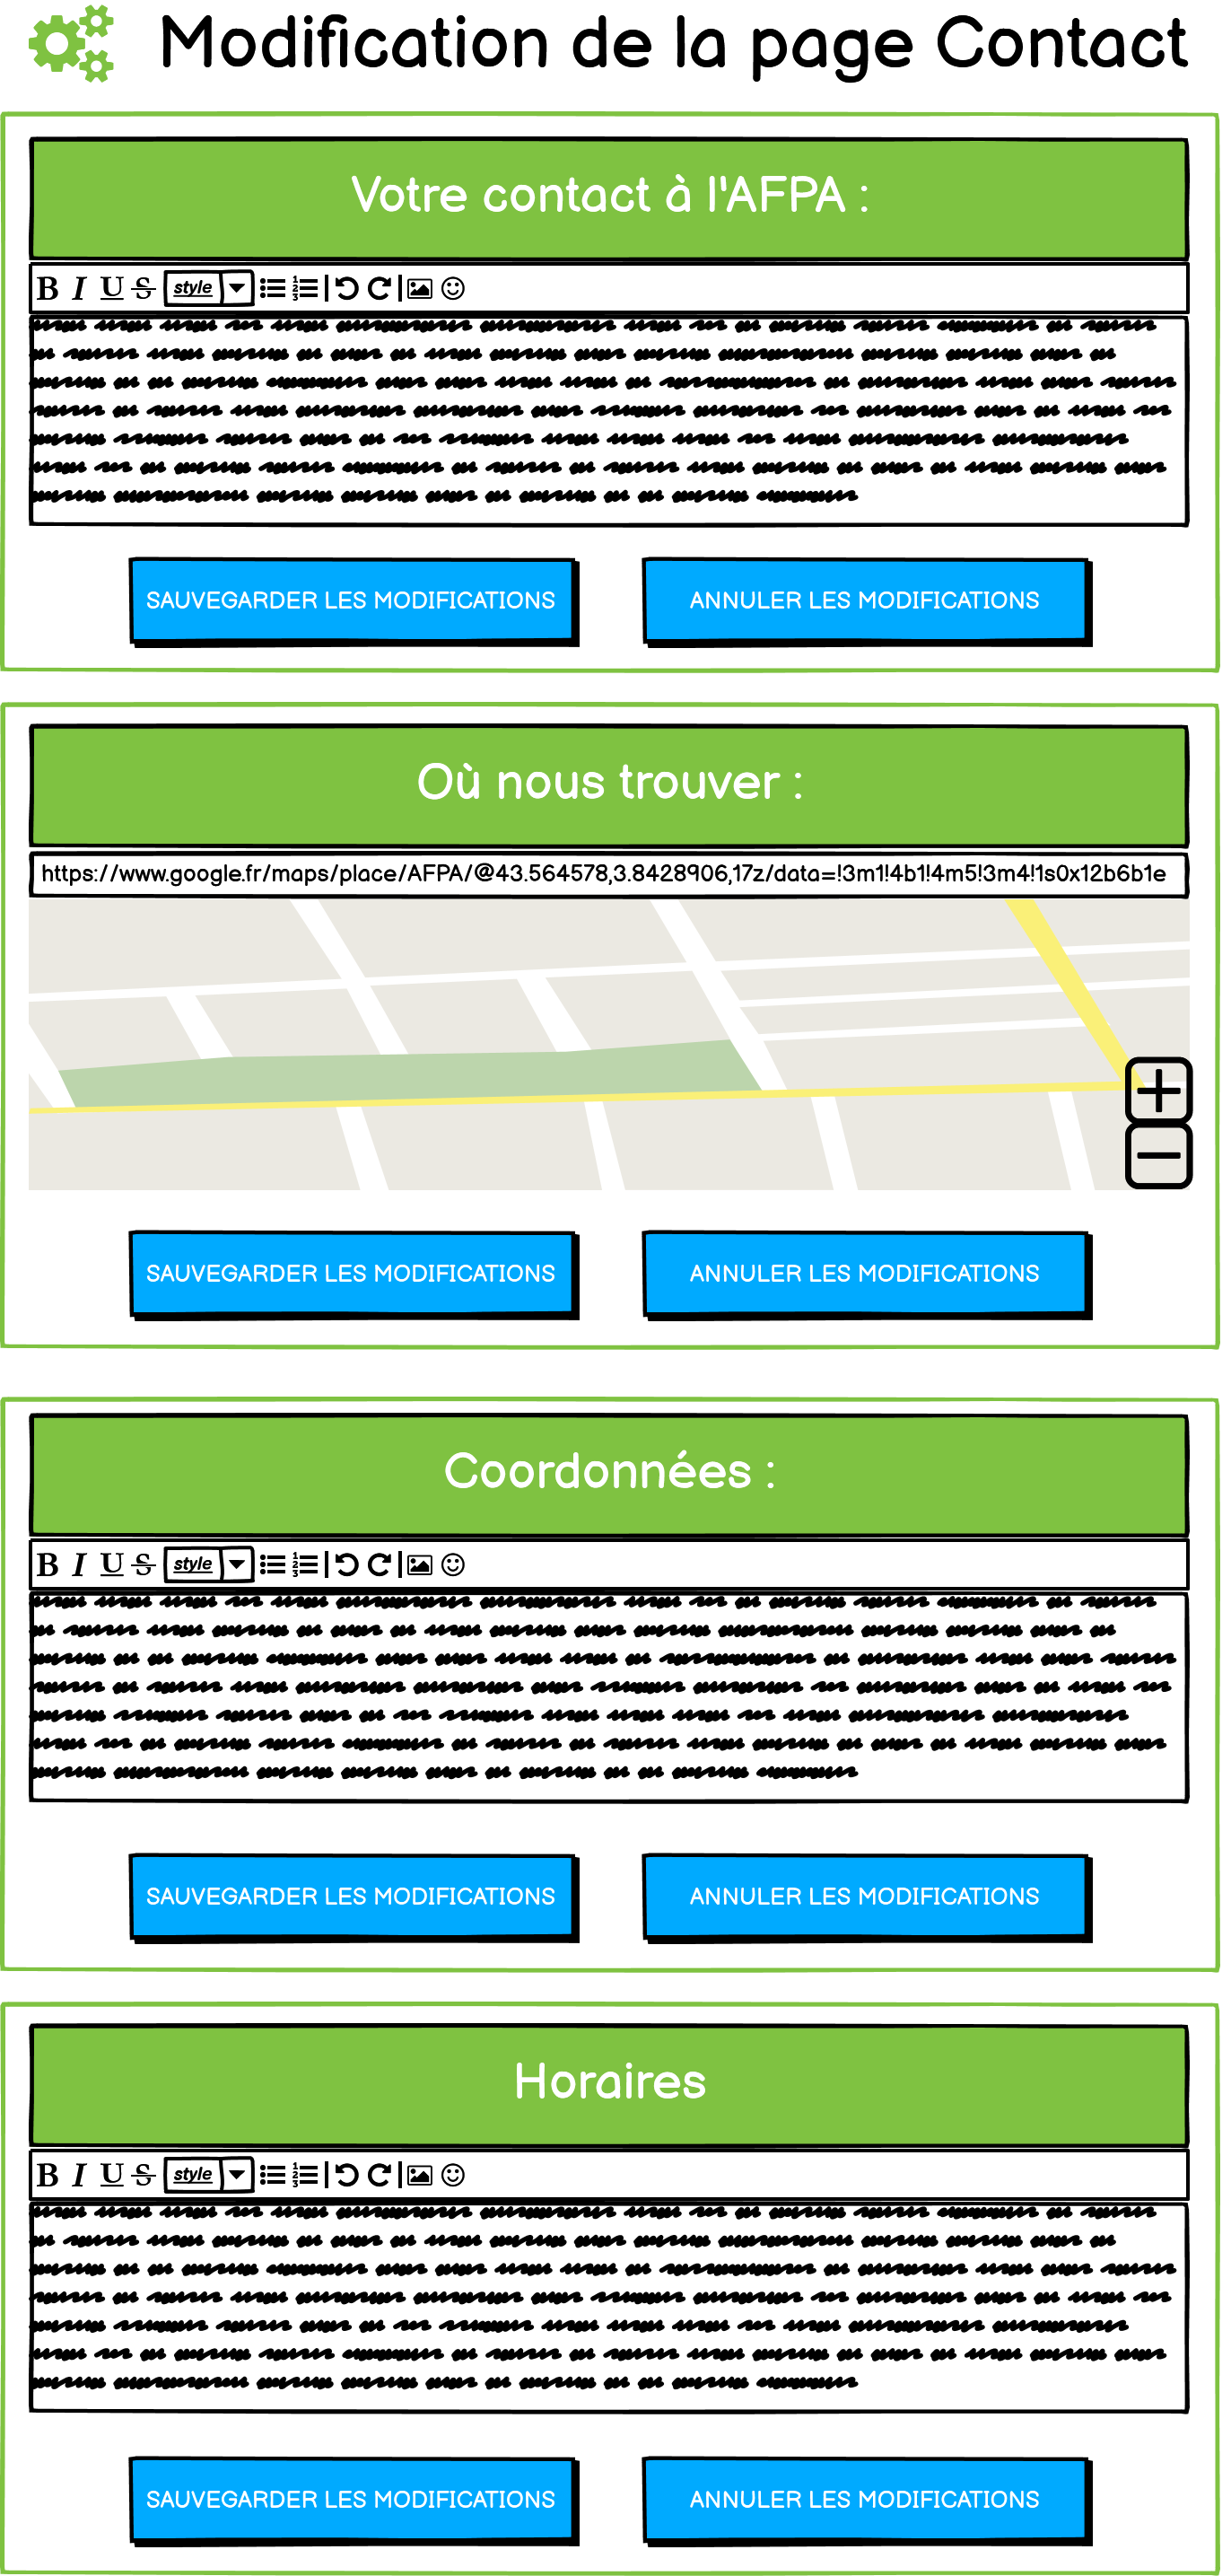 Modification de la page Contact
Votre contact à l'AFPA :
B I U S style
SAUVEGARDER LES MODIFICATIONS
ANNULER LES MODIFICATIONS
Où nous trouver :
https://www.google.fr/maps/place/AFPA/@43.564578,3.8428906,17z/data=!3m1!4b1!4m5!3m4!1s0x12b6b1e
SAUVEGARDER LES MODIFICATIONS
ANNULER LES MODIFICATIONS
Coordonnées :
B I U S style
SAUVEGARDER LES MODIFICATIONS
ANNULER LES MODIFICATIONS
Horaires
B I U S style
SAUVEGARDER LES MODIFICATIONS
ANNULER LES MODIFICATIONS